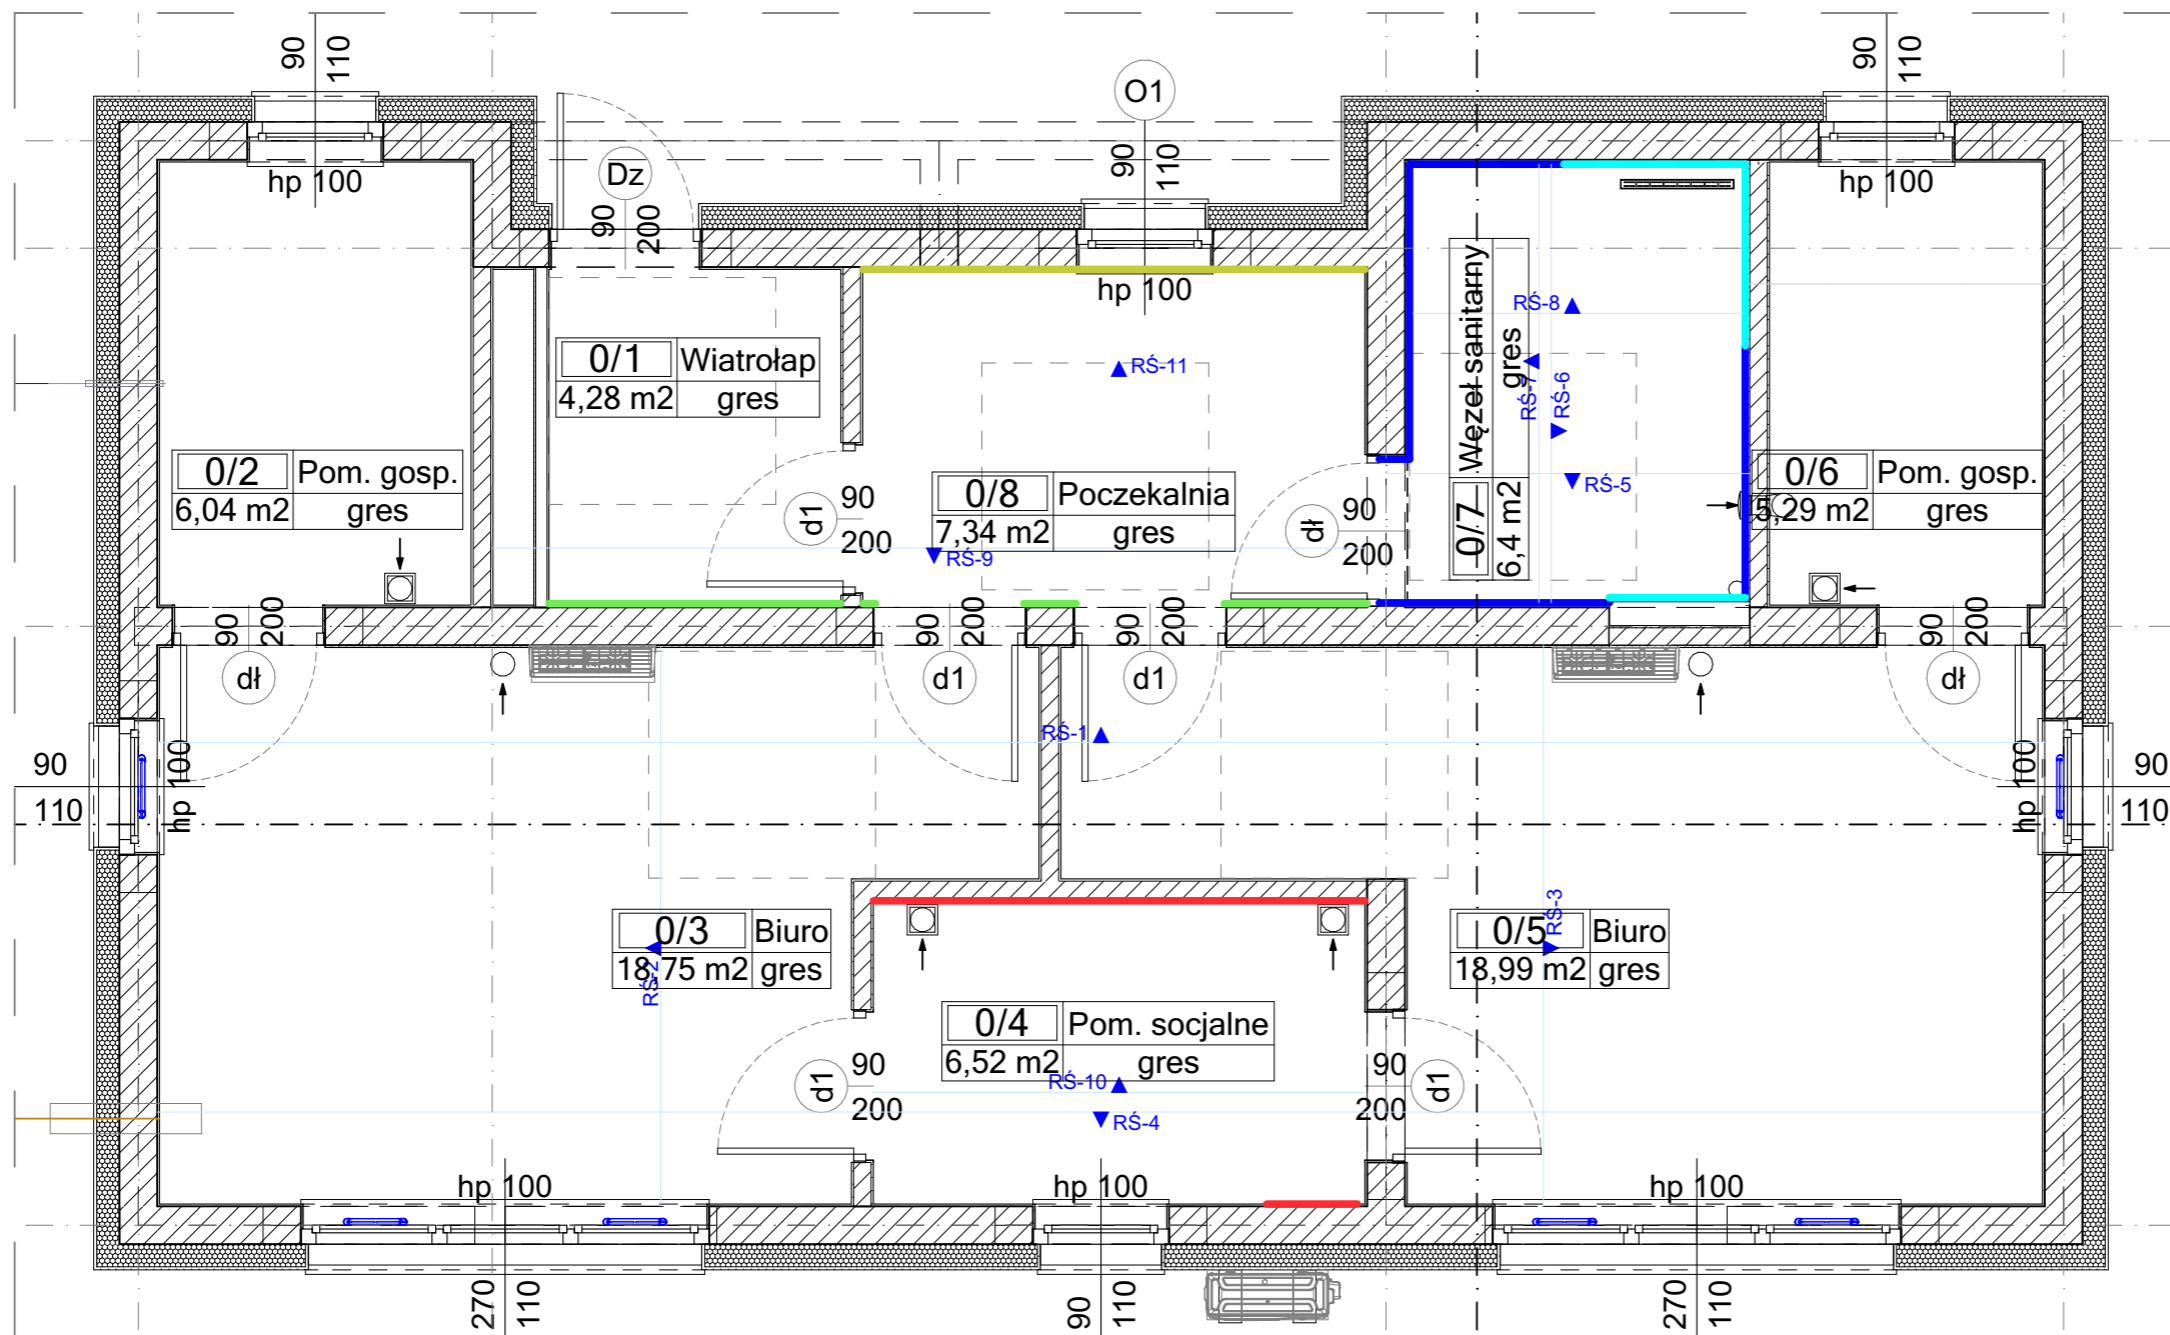 90
110
90
110
O1
90
110
Dz
90
200
hp 100
hp 100
hp 100
0/1 Wiatrołap
4,28 m2 gres
RŚ-11
RŚ-8
RŚ-7
RŚ-6
RŚ-5
0/7 Węzeł sanitarny
6,4 m2 gres
0/2 Pom. gosp.
6,04 m2 gres
d1
90
200
0/8 Poczekalnia
7,34 m2 gres
RŚ-9
dł
90
200
0/6 Pom. gosp.
5,29 m2 gres
90
200
dł
90
200
d1
90
200
d1
90
200
dł
RŚ-1
90
110
hp 100
hp 100
90
110
0/3 Biuro
18,75 m2 gres
RŚ-2
RŚ-3
0/5 Biuro
18,99 m2 gres
0/4 Pom. socjalne
6,52 m2 gres
RŚ-10
RŚ-4
d1
90
200
90
200
d1
hp 100
hp 100
hp 100
270
110
90
110
270
110